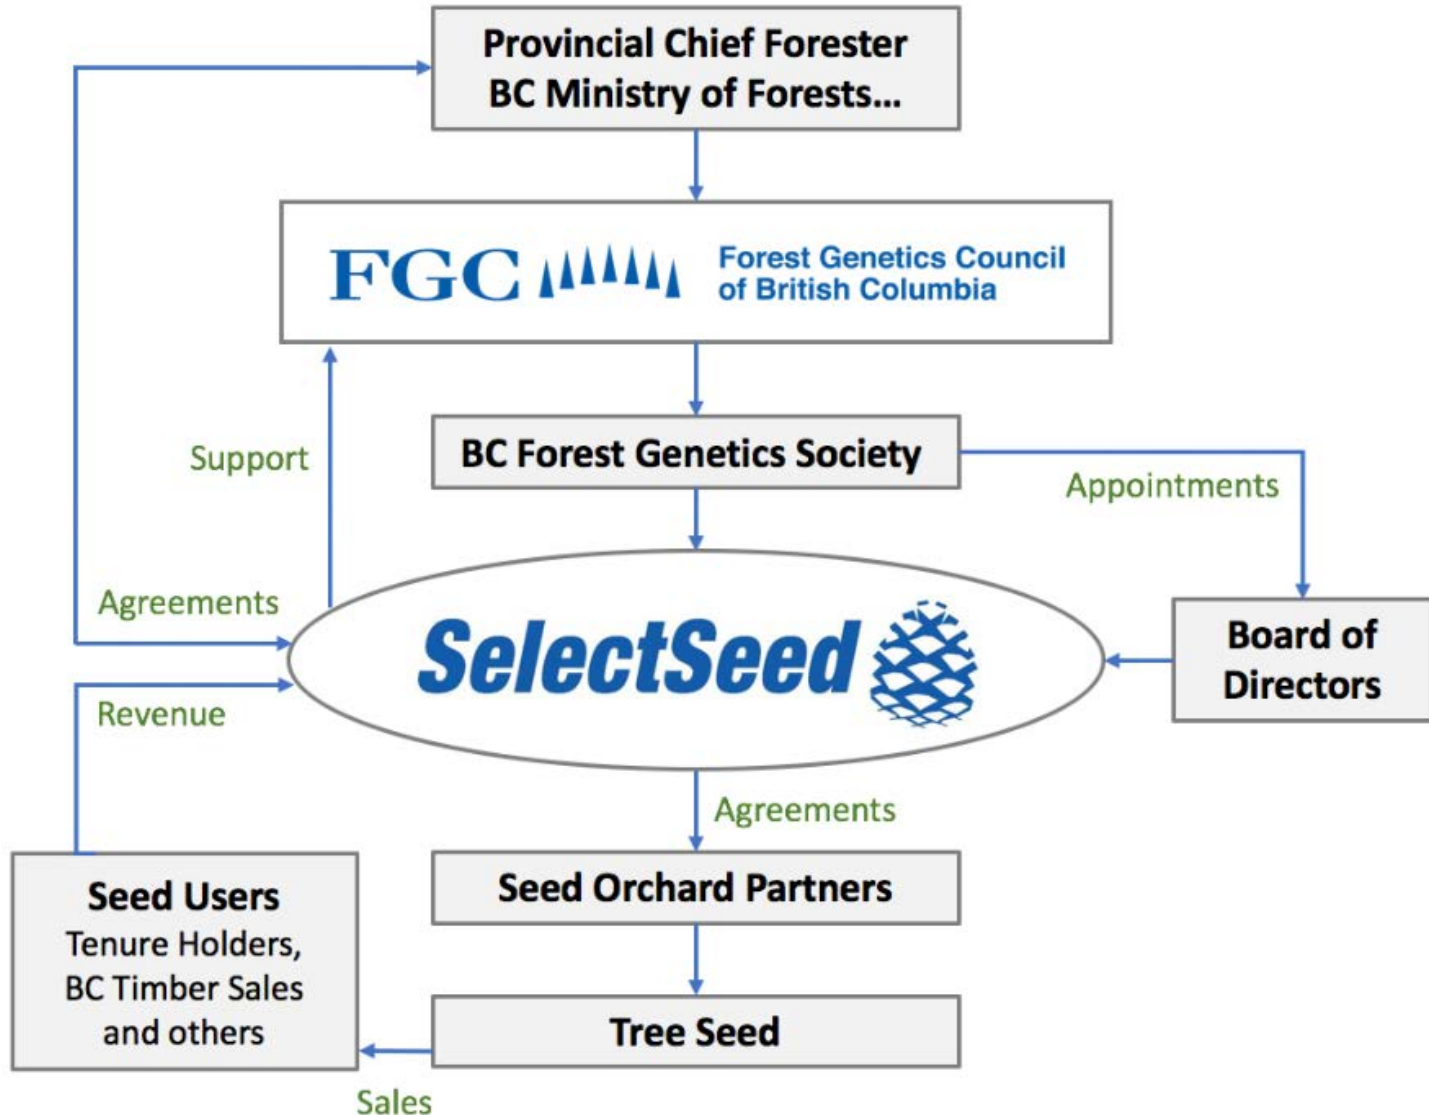 Provincial Chief Forester
BC Ministry of Forests...
FGC
Forest Genetics Council
of British Columbia
Support
BC Forest Genetics Society
Appointments
Agreements
SelectSeed
Board of
Directors
Revenue
Agreements
Seed Users
Tenure Holders,
BC Timber Sales
and others
Seed Orchard Partners
Tree Seed
Sales